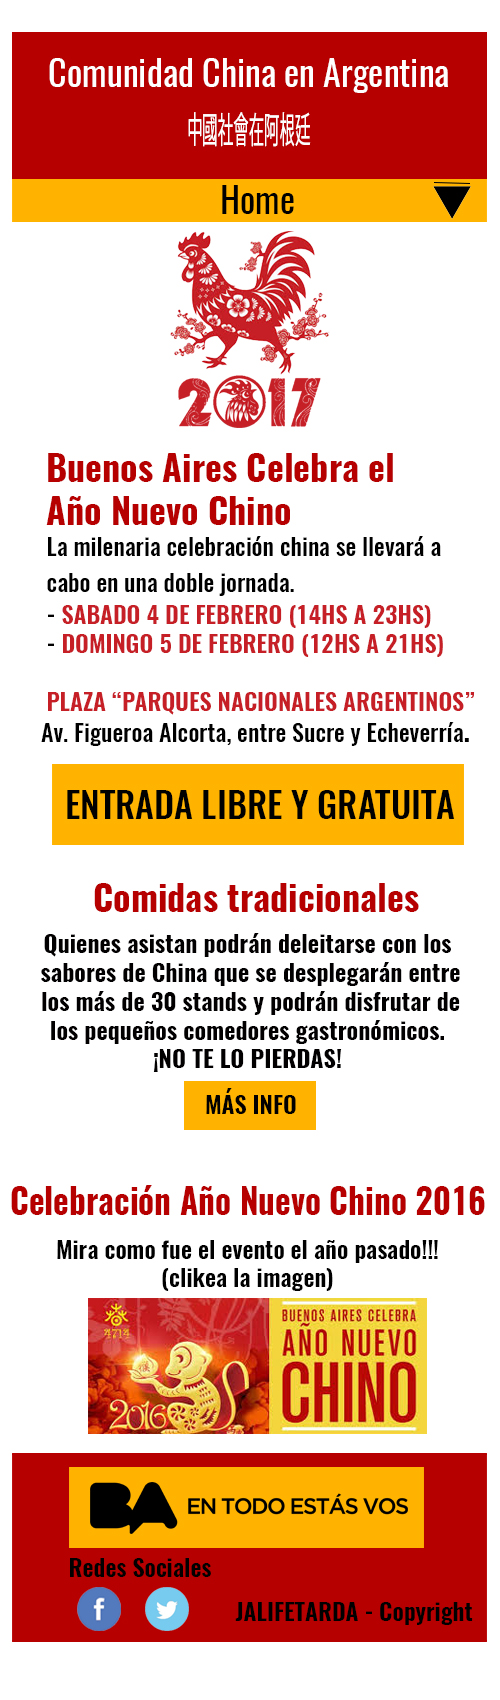 Comunidad China en Argentina
中國社會在阿根廷
Home
2017
Buenos Aires Celebra el
Año Nuevo Chino
La milenaria celebración china se llevará a
cabo en una doble jornada.
- SABADO 4 DE FEBRERO (14HS A 23HS)
- DOMINGO 5 DE FEBRERO (12HS A 21HS)
PLAZA “PARQUES NACIONALES ARGENTINOS”
Av. Figueroa Alcorta, entre Sucre y Echeverría.
ENTRADA LIBRE Y GRATUITA
Comidas tradicionales
Quienes asistan podrán deleitarse con los
sabores de China que se desplegarán entre
los más de 30 stands y podrán disfrutar de
los pequeños comedores gastronómicos.
¡NO TE LO PIERDAS!
MÁS INFO
Celebración Año Nuevo Chino 2016
Mira como fue el evento el año pasado!!!
(clikea la imagen)
4714
2016
BUENOS AIRES CELEBRA
AÑO NUEVO
CHINO
BA EN TODO ESTÁS VOS
Redes Sociales
JALIFETARDA - Copyright